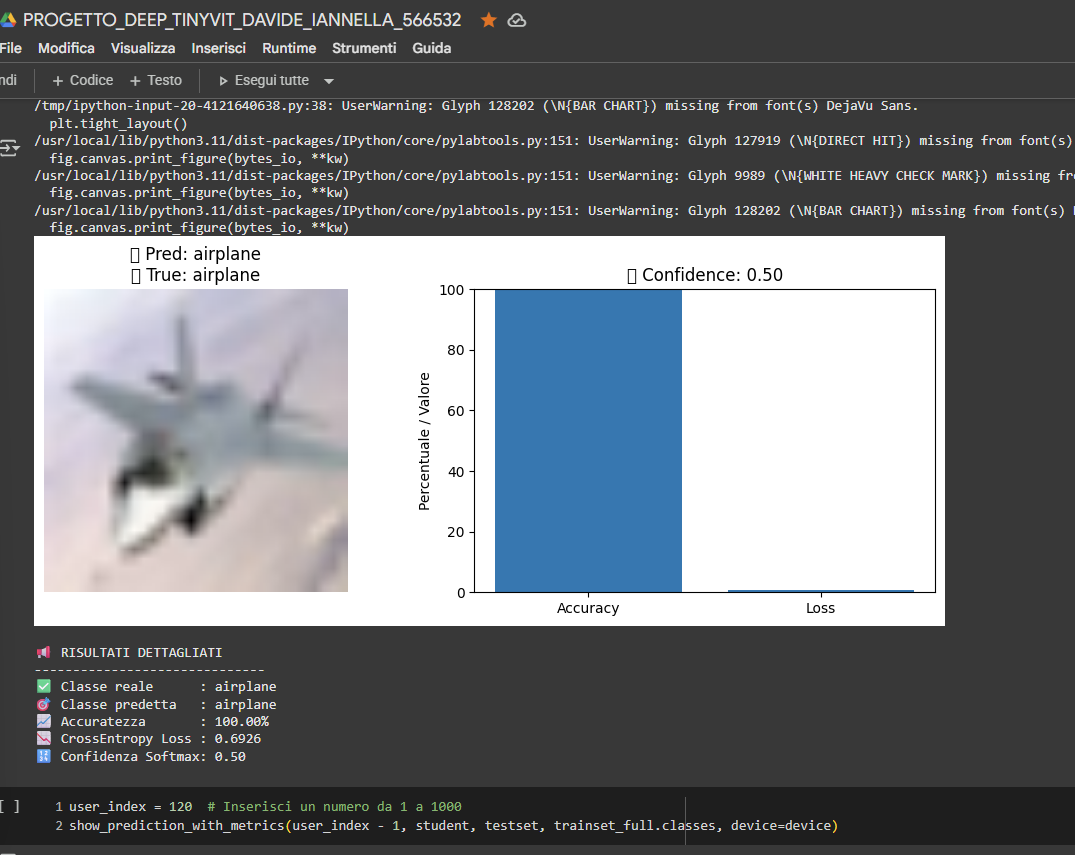 PROGETTO_DEEP_TINYVIT_DAVIDE_IANNELLA_566532
File Modifica Visualizza Inserisci Runtime Strumenti Guida
ndi + Codice + Testo Esegui tutte
/tmp/ipython-input-20-4121640638.py:38: UserWarning: Glyph 128202 (\N{BAR CHART}) missing from font(s) DejaVu Sans.
plt.tight_layout()
/usr/local/lib/python3.11/dist-packages/IPython/core/pylabtools.py:151: UserWarning: Glyph 127919 (\N{DIRECT HIT}) missing from font(s)
fig.canvas.print_figure(bytes_io, **kw)
/usr/local/lib/python3.11/dist-packages/IPython/core/pylabtools.py:151: UserWarning: Glyph 9989 (\N{WHITE HEAVY CHECK MARK}) missing fr
fig.canvas.print_figure(bytes_io, **kw)
/usr/local/lib/python3.11/dist-packages/IPython/core/pylabtools.py:151: UserWarning: Glyph 128202 (\N{BAR CHART}) missing from font(s)
fig.canvas.print_figure(bytes_io, **kw)
Pred: airplane
True: airplane
Confidence: 0.50
100
80
60
40
20
0
Percentuale / Valore
Accuracy Loss
RISULTATI DETTAGLIATI
------------------------------
Classe reale : airplane
Classe predetta : airplane
Accuratezza : 100.00%
CrossEntropy Loss : 0.6926
Confidenza Softmax: 0.50
[ ] 1 user_index = 120 # Inserisci un numero da 1 a 1000
2 show_prediction_with_metrics(user_index - 1, student, testset, trainset_full.classes, device=device)